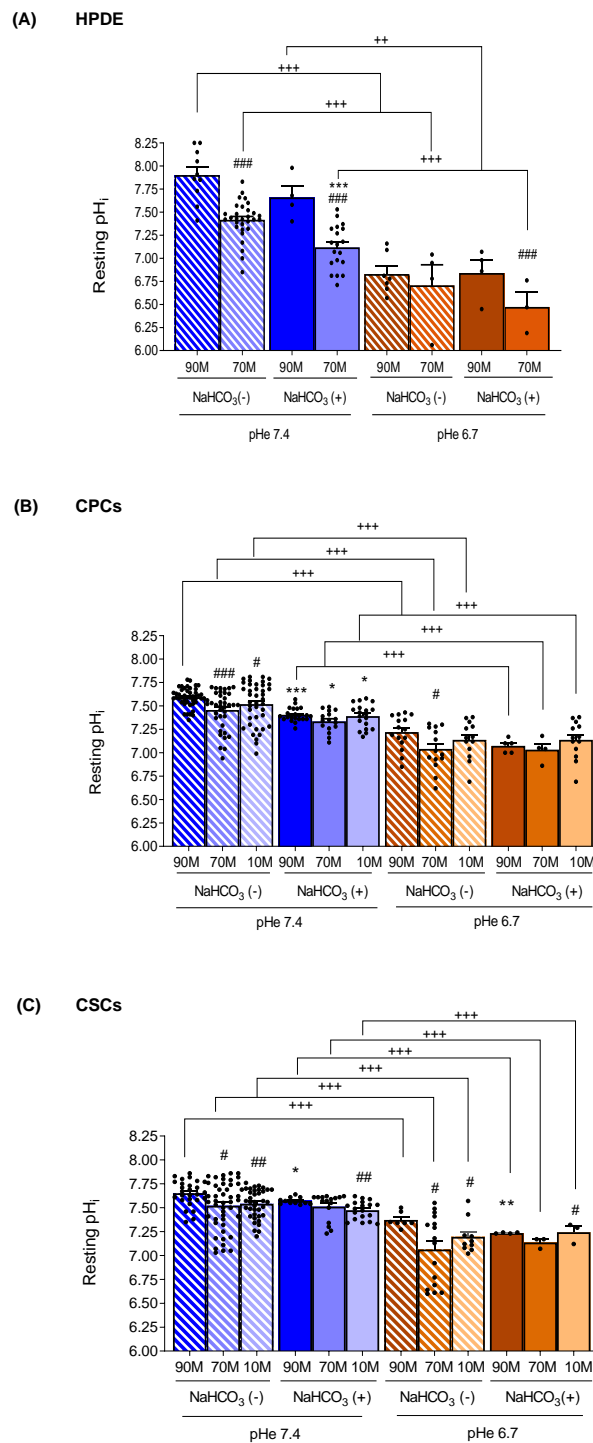 (A) HPDE
++
+++
+++
+++
8.25
8.00
7.75
7.50
7.25
7.00
6.75
6.50
6.25
6.00
Resting pHi
###
***
###
###
90M 70M 90M 70M 90M 70M 90M 70M
NaHCO3(-) NaHCO3 (+) NaHCO3 (-) NaHCO3 (+)
pHe 7.4 pHe 6.7
(B) CPCs
+++
+++
+++
+++
+++
+++
8.25
8.00
7.75
7.50
7.25
7.00
6.75
6.50
6.25
6.00
Resting pHi
### # *** * * #
90M 70M 10M 90M 70M 10M 90M 70M 10M 90M 70M 10M
NaHCO3 (-) NaHCO3 (+) NaHCO3 (-) NaHCO3 (+)
pHe 7.4 pHe 6.7
(C) CSCs
+++
+++
+++
+++
+++
+++
8.25
8.00
7.75
7.50
7.25
7.00
6.75
6.50
6.25
6.00
Resting pHi
# ## * ## # # ** #
90M 70M 10M 90M 70M 10M 90M 70M 10M 90M 70M 10M
NaHCO3 (-) NaHCO3 (+) NaHCO3 (-) NaHCO3(+)
pHe 7.4 pHe 6.7